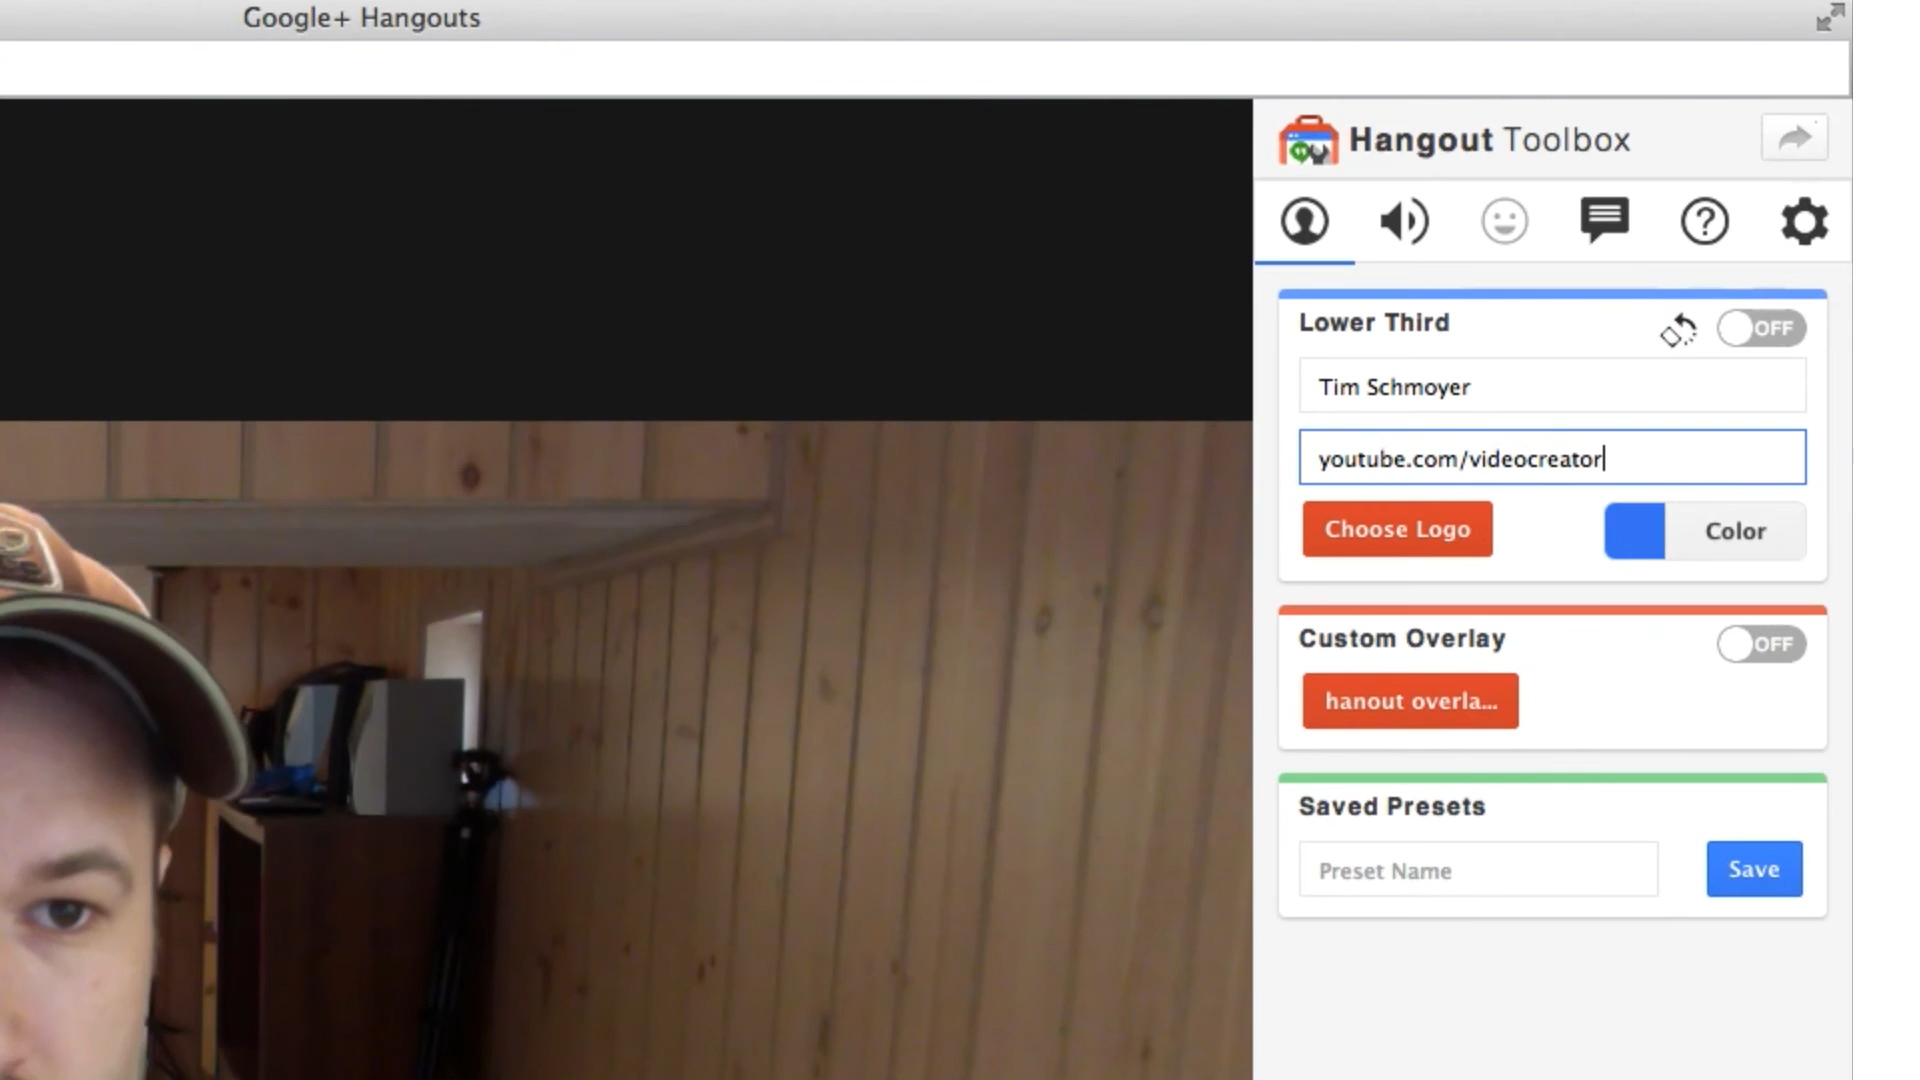 Google+ Hangouts
Hangout Toolbox
Lower Third
OFF
Tim Schmoyer
youtube.com/videocreator
Choose Logo
Color
Custom Overlay
OFF
hanout overla...
Saved Presets
Preset Name
Save